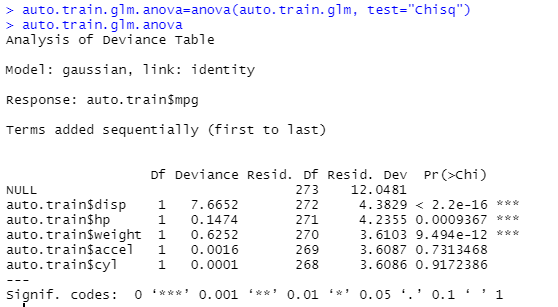 > auto.train.glm.anova=anova(auto.train.glm, test="Chisq")
> auto.train.glm.anova
Analysis of Deviance Table

Model: gaussian, link: identity

Response: auto.train$mpg

Terms added sequentially (first to last)


                  Df Deviance Resid. Df Resid. Dev  Pr(>Chi)
NULL                                273    12.0481
auto.train$disp    1   7.6652       272     4.3829 < 2.2e-16 ***
auto.train$hp      1   0.1474       271     4.2355 0.0009367 ***
auto.train$weight  1   0.6252       270     3.6103 9.494e-12 ***
auto.train$accel   1   0.0016       269     3.6087 0.7313468
auto.train$cyl     1   0.0001       268     3.6086 0.9172386
---
Signif. codes:  0 ‘***’ 0.001 ‘**’ 0.01 ‘*’ 0.05 ‘.’ 0.1 ‘ ’ 1